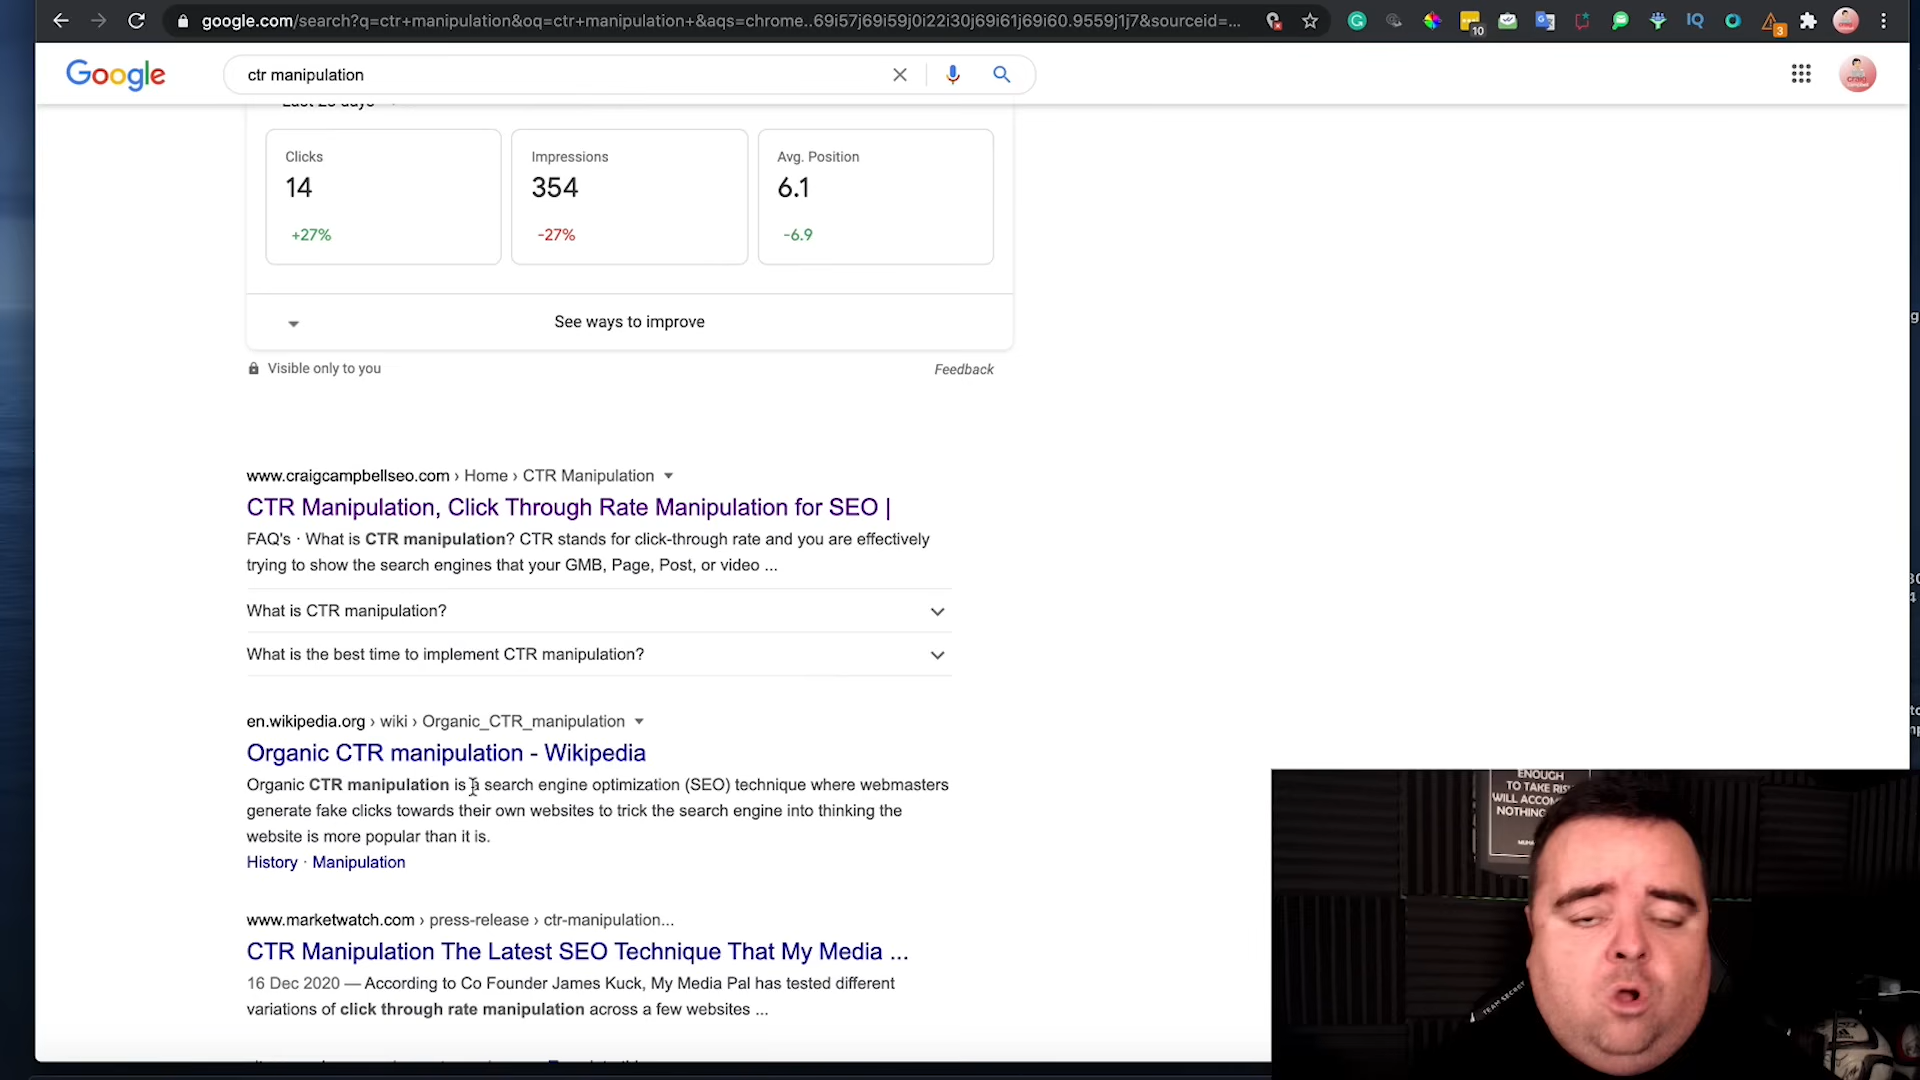 google.com/search?q=ctr+manipulation&oq=ctr+manipulation+&aqs=chrome..69i57j69i59j0i22i30j69i61j69i60.9559j1j7&sourceid=...
10
3
Google
ctr manipulation
Last 28 days
Clicks
14
+27%
Impressions
354
-27%
Avg. Position
6.1
-6.9
See ways to improve
Visible only to you
Feedback
www.craigcampbellseo.com › Home › CTR Manipulation
CTR Manipulation, Click Through Rate Manipulation for SEO |
FAQ's · What is CTR manipulation? CTR stands for click-through rate and you are effectively
trying to show the search engines that your GMB, Page, Post, or video ...
What is CTR manipulation?
What is the best time to implement CTR manipulation?
en.wikipedia.org › wiki › Organic_CTR_manipulation
Organic CTR manipulation - Wikipedia
Organic CTR manipulation is a search engine optimization (SEO) technique where webmasters
generate fake clicks towards their own websites to trick the search engine into thinking the
website is more popular than it is.
History · Manipulation
www.marketwatch.com › press-release › ctr-manipulation...
CTR Manipulation The Latest SEO Technique That My Media ...
16 Dec 2020 — According to Co Founder James Kuck, My Media Pal has tested different
variations of click through rate manipulation across a few websites ...
ENOUGH
TO TAKE
WILL
NOTHING
TEAM SECRET